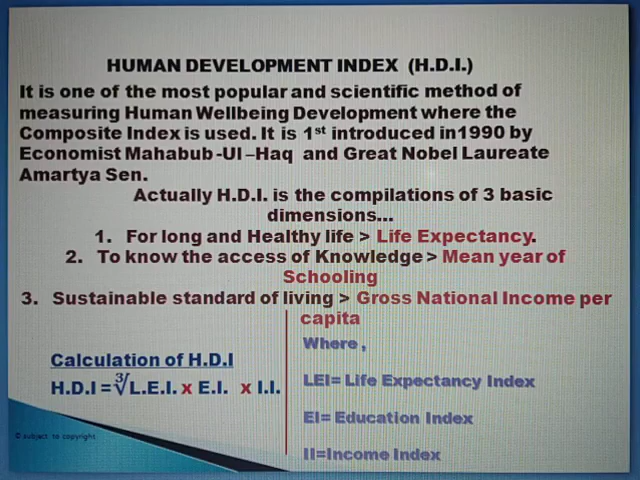 HUMAN DEVELOPMENT INDEX (H.D.I.)
It is one of the most popular and scientific method of
measuring Human Wellbeing Development where the
Composite Index is used. It is 1st introduced in1990 by
Economist Mahabub -Ul –Haq and Great Nobel Laureate
Amartya Sen.
Actually H.D.I. is the compilations of 3 basic
dimensions...
1. For long and Healthy life > Life Expectancy.
2. To know the access of Knowledge > Mean year of
Schooling
3. Sustainable standard of living > Gross National Income per
capita
Calculation of H.D.I
H.D.I = ∛L.E.I. x E.I. x I.I.
Where ,
LEI= Life Expectancy Index
EI= Education Index
II=Income Index
© subject to copyright